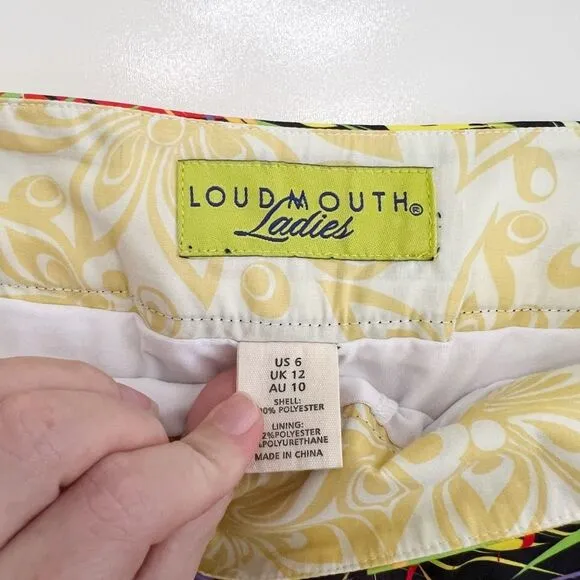 LOUDMOUTH®
Ladies
US 6
UK 12
AU 10
SHELL:
POLYESTER
LINING:
POLYESTER
POLYURETHANE
MADE IN CHINA